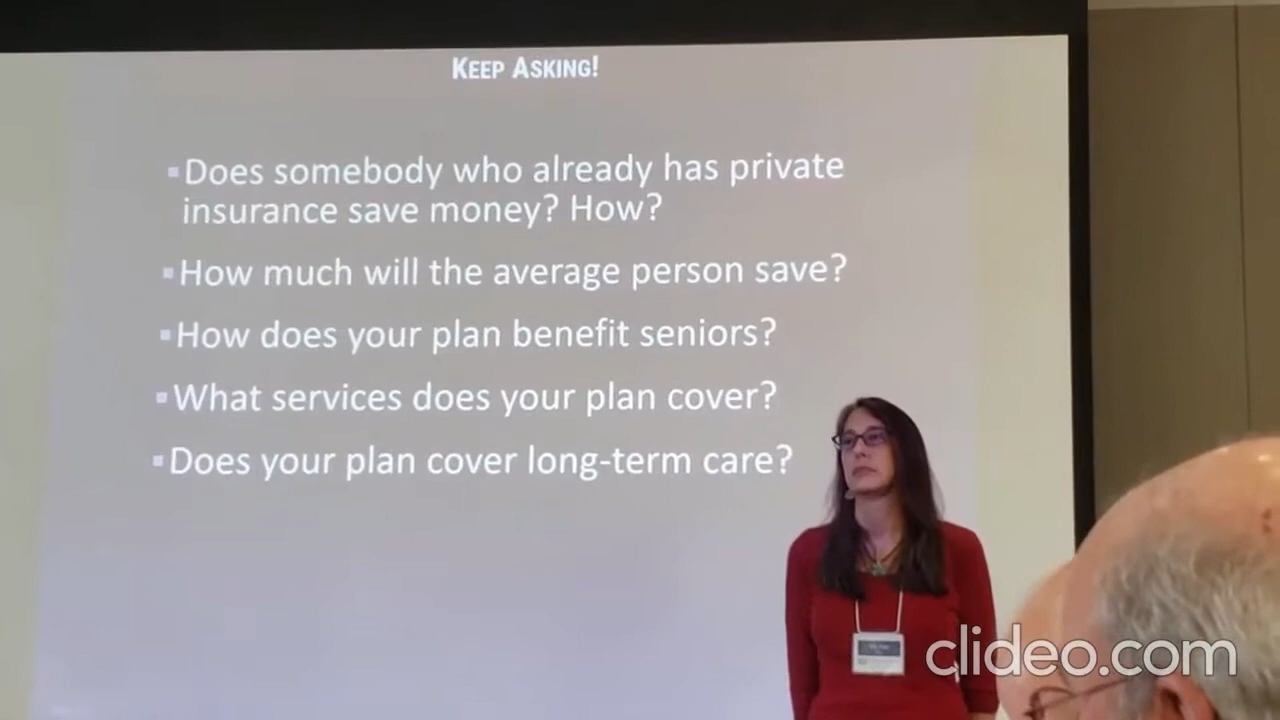 KEEP ASKING!
▪Does somebody who already has private
insurance save money? How?
▪How much will the average person save?
▪How does your plan benefit seniors?
▪What services does your plan cover?
▪Does your plan cover long-term care?
clideo.com